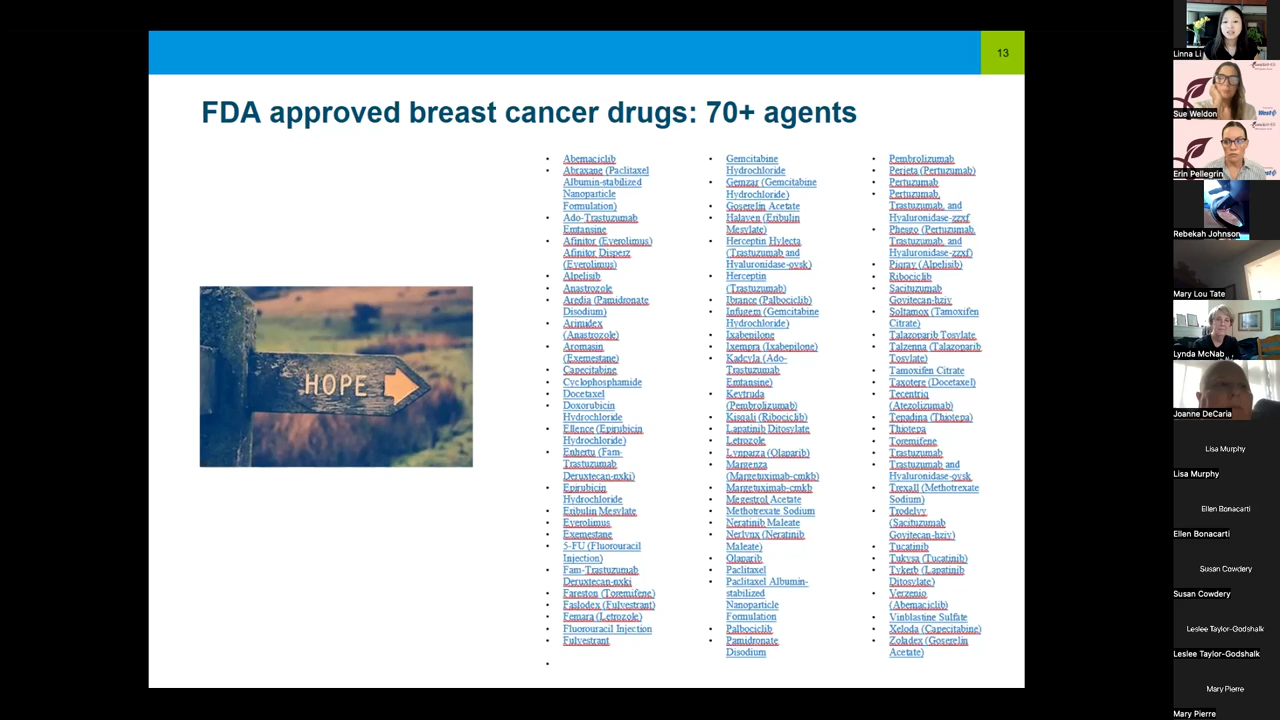 13
FDA approved breast cancer drugs: 70+ agents
HOPE
Abemaciclib
Abraxane (Paclitaxel
Albumin-stabilized
Nanoparticle
Formulation)
Ado-Trastuzumab
Emtansine
Afinitor (Everolimus)
Afinitor Disperz
(Everolimus)
Alpelisib
Anastrozole
Aredia (Pamidronate
Disodium)
Arimidex
(Anastrozole)
Aromasin
(Exemestane)
Capecitabine
Cyclophosphamide
Docetaxel
Doxorubicin
Hydrochloride
Ellence (Epirubicin
Hydrochloride)
Enhertu (Fam-
Trastuzumab
Deruxtecan-nxki)
Epirubicin
Hydrochloride
Eribulin Mesylate
Everolimus
Exemestane
5-FU (Fluorouracil
Injection)
Fam-Trastuzumab
Deruxtecan-nxki
Fareston (Toremifene)
Faslodex (Fulvestrant)
Femara (Letrozole)
Fluorouracil Injection
Fulvestrant
Gemcitabine
Hydrochloride
Gemzar (Gemcitabine
Hydrochloride)
Goserelin Acetate
Halaven (Eribulin
Mesylate)
Herceptin Hylecta
(Trastuzumab and
Hyaluronidase-oysk)
Herceptin
(Trastuzumab)
Ibrance (Palbociclib)
Infugem (Gemcitabine
Hydrochloride)
Ixabepilone
Ixempra (Ixabepilone)
Kadcyla (Ado-
Trastuzumab
Emtansine)
Keytruda
(Pembrolizumab)
Kisqali (Ribociclib)
Lapatinib Ditosylate
Letrozole
Lynparza (Olaparib)
Margenza
(Margetuximab-cmkb)
Margetuximab-cmkb
Megestrol Acetate
Methotrexate Sodium
Neratinib Maleate
Nerlynx (Neratinib
Maleate)
Olaparib
Paclitaxel
Paclitaxel Albumin-
stabilized
Nanoparticle
Formulation
Palbociclib
Pamidronate
Disodium
Pembrolizumab
Perjeta (Pertuzumab)
Pertuzumab
Pertuzumab,
Trastuzumab, and
Hyaluronidase-zzxf
Phesgo (Pertuzumab,
Trastuzumab, and
Hyaluronidase-zzxf)
Piqray (Alpelisib)
Ribociclib
Sacituzumab
Govitecan-hziy
Soltamox (Tamoxifen
Citrate)
Talazoparib Tosylate
Talzenna (Talazoparib
Tosylate)
Tamoxifen Citrate
Taxotere (Docetaxel)
Tecentriq
(Atezolizumab)
Tepadina (Thiotepa)
Thiotepa
Toremifene
Trastuzumab
Trastuzumab and
Hyaluronidase-oysk
Trexall (Methotrexate
Sodium)
Trodelvy
(Sacituzumab
Govitecan-hziy)
Tucatinib
Tukysa (Tucatinib)
Tykerb (Lapatinib
Ditosylate)
Verzenio
(Abemaciclib)
Vinblastine Sulfate
Xeloda (Capecitabine)
Zoladex (Goserelin
Acetate)
Linna Li
Sue Weldon
Erin Pellegrin
Rebekah Johnson
Mary Lou Tate
Lynda McNab
Joanne DeCaria
Lisa Murphy
Lisa Murphy
Ellen Bonacarti
Ellen Bonacarti
Susan Cowdery
Susan Cowdery
Leslee Taylor-Godshalk
Leslee Taylor-Godshalk
Mary Pierre
Mary Pierre